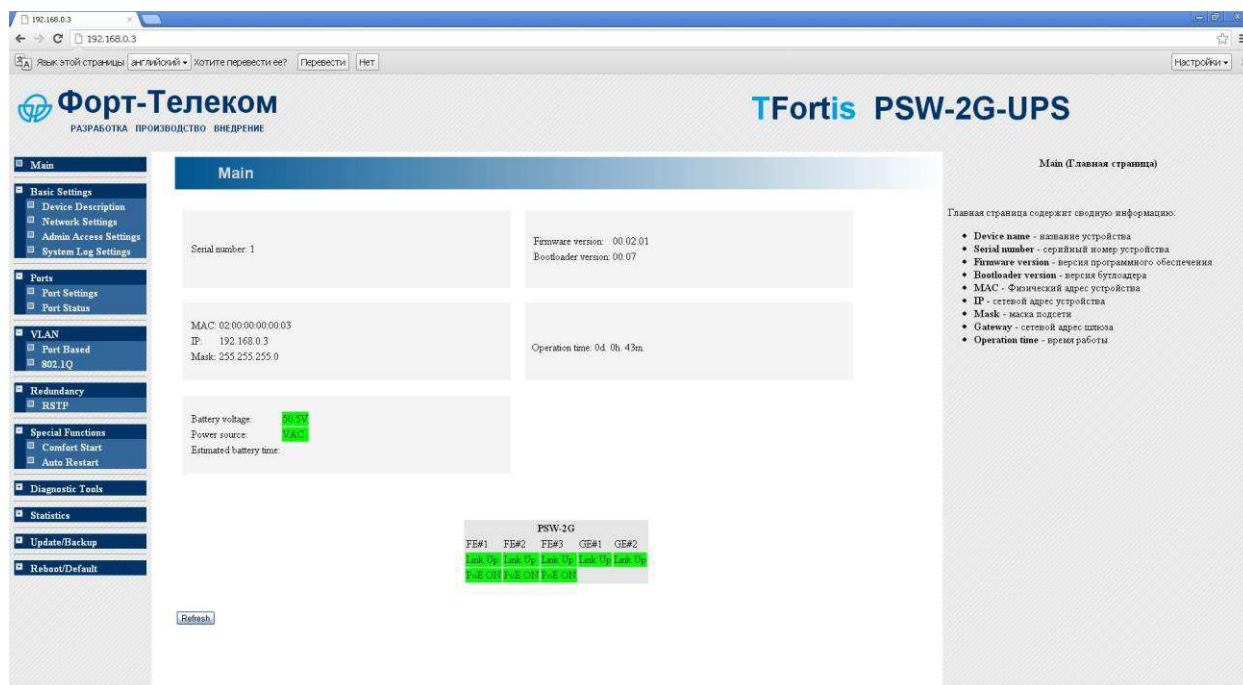 192.168.0.3
192.168.0.3
Язык этой страницы английский Хотите перевести ее? Перевести Нет Настройки
Форт-Телеком
РАЗРАБОТКА ПРОИЗВОДСТВО ВНЕДРЕНИЕ
TFortis PSW-2G-UPS
Main
Basic Settings
Device Description
Network Settings
Admin Access Settings
System Log Settings
Ports
Port Settings
Port Status
VLAN
Port Based
802.1Q
Redundancy
RSTP
Special Functions
Comfort Start
Auto Restart
Diagnostic Tools
Statistics
Update/Backup
Reboot/Default
Main
Serial number: 1
Firmware version: 00.02.01
Bootloader version: 00.07
MAC: 02:00:00:00:00:03
IP: 192.168.0.3
Mask: 255.255.255.0
Operation time: 0d. 0h. 43m.
Battery voltage: 50.5V
Power source: VAC
Estimated battery time:
PSW-2G
FE#1 FE#2 FE#3 GE#1 GE#2
Link Up Link Up Link Up Link Up Link Up
PoE ON PoE ON PoE ON
Refresh
Main (Главная страница)
Главная страница содержит сводную информацию:
Device name - название устройства
Serial number - серийный номер устройства
Firmware version - версия программного обеспечения
Bootloader version - версия бутлоадера
MAC - Физический адрес устройства
IP - сетевой адрес устройства
Mask - маска подсети
Gateway - сетевой адрес шлюза
Operation time - время работы